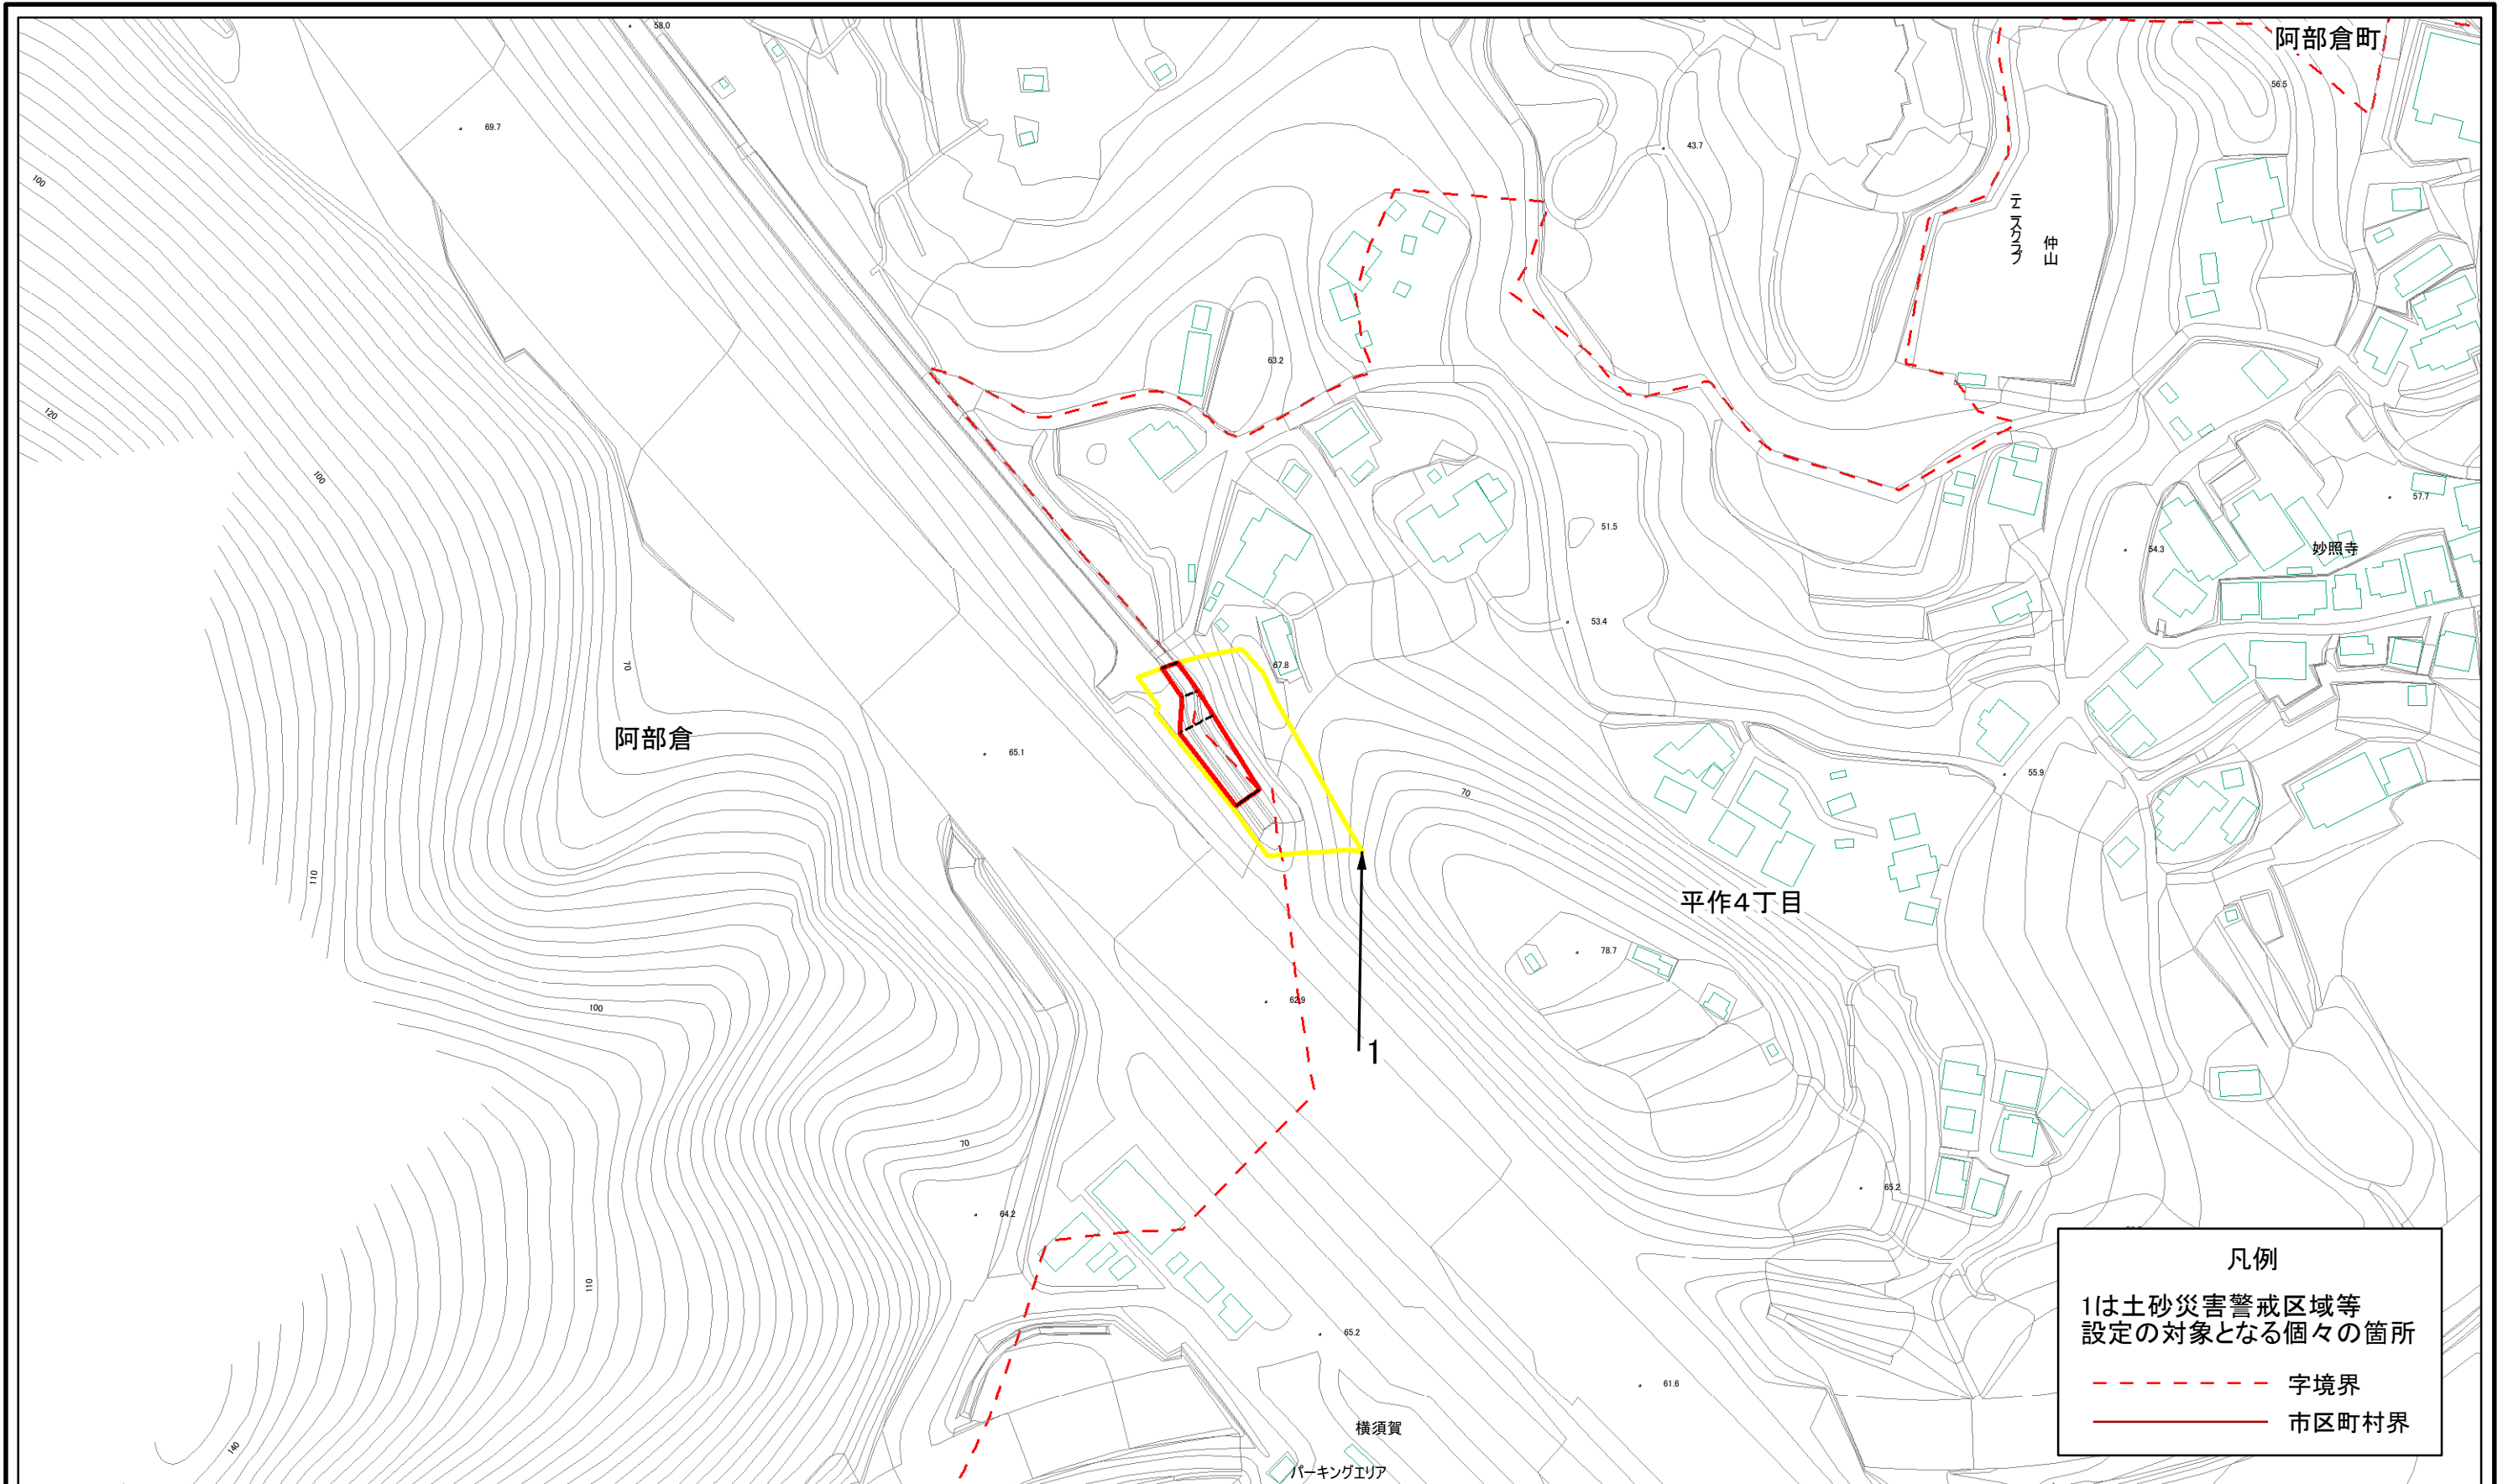 阿部倉町
58.0
56.5
69.7
43.7
100
テニスクラブ
仲山
63.2
120
100
57.7
51.5
54.3
妙照寺
53.4
67.8
70
阿部倉
65.1
55.9
70
110
平作4丁目
78.7
62.9
100
1
70
65.2
64.2
110
65.2
61.6
横須賀
パーキングエリア
140
凡例
1は土砂災害警戒区域等
設定の対象となる個々の箇所
字境界
市区町村界